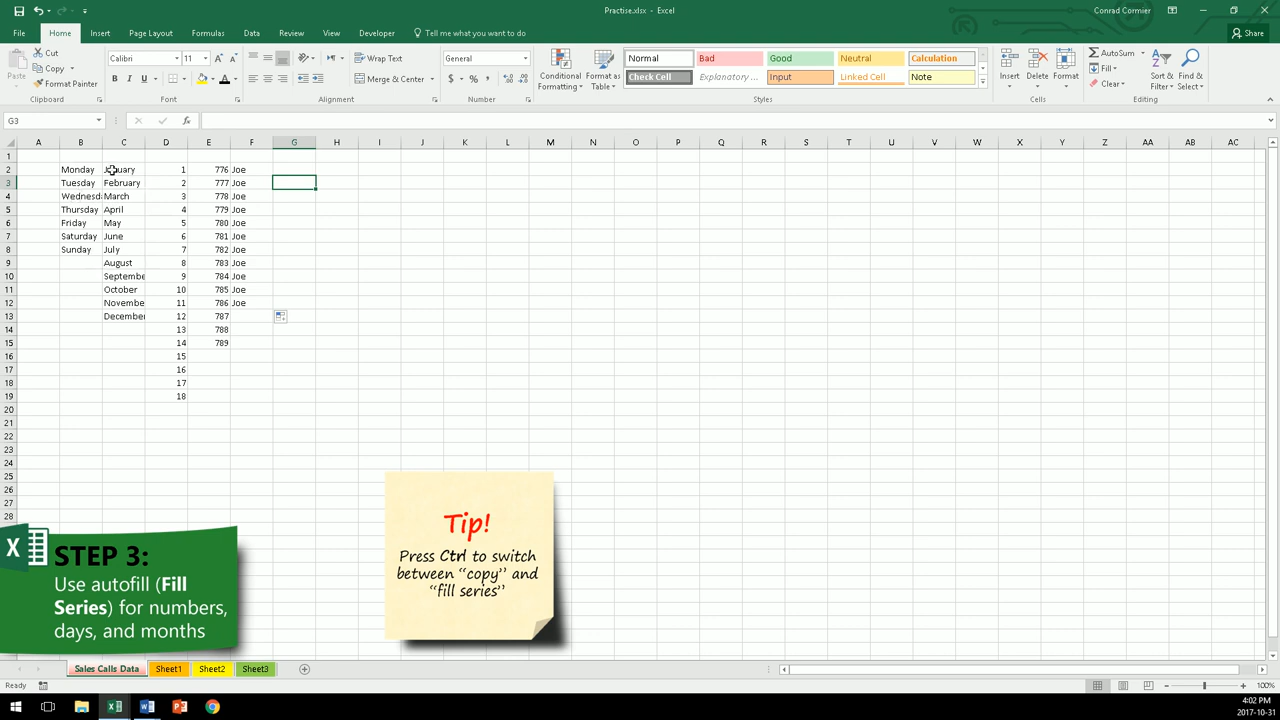 Practise.xlsx - Excel
Conrad Cormier
File Home Insert Page Layout Formulas Data Review View Developer Tell me what you want to do Share
Paste Cut Copy Format Painter Clipboard
Calibri 11 B I U A A A Font
Wrap Text Merge & Center Alignment
General $ % , Number
Conditional Formatting Format as Table
Normal Bad Good Neutral Calculation
Check Cell Explanatory ... Input Linked Cell Note
Styles
Insert Delete Format Cells
AutoSum Fill Clear Sort & Filter Find & Select Editing
G3 fx
A B C D E F G H I J K L M N O P Q R S T U V W X Y Z AA AB AC
1
2 Monday January 1 776 Joe
3 Tuesday February 2 777 Joe
4 Wednesd March 3 778 Joe
5 Thursday April 4 779 Joe
6 Friday May 5 780 Joe
7 Saturday June 6 781 Joe
8 Sunday July 7 782 Joe
9 August 8 783 Joe
10 Septembe 9 784 Joe
11 October 10 785 Joe
12 Novembe 11 786 Joe
13 December 12 787
14 13 788
15 14 789
16 15
17 16
18 17
19 18
20
21
22
23
24
25
26
27
28
Tip!
Press Ctrl to switch
between “copy” and
“fill series”
STEP 3:
Use autofill (Fill
Series) for numbers,
days, and months
Sales Calls Data Sheet1 Sheet2 Sheet3
Ready 100%
4:02 PM
2017-10-31